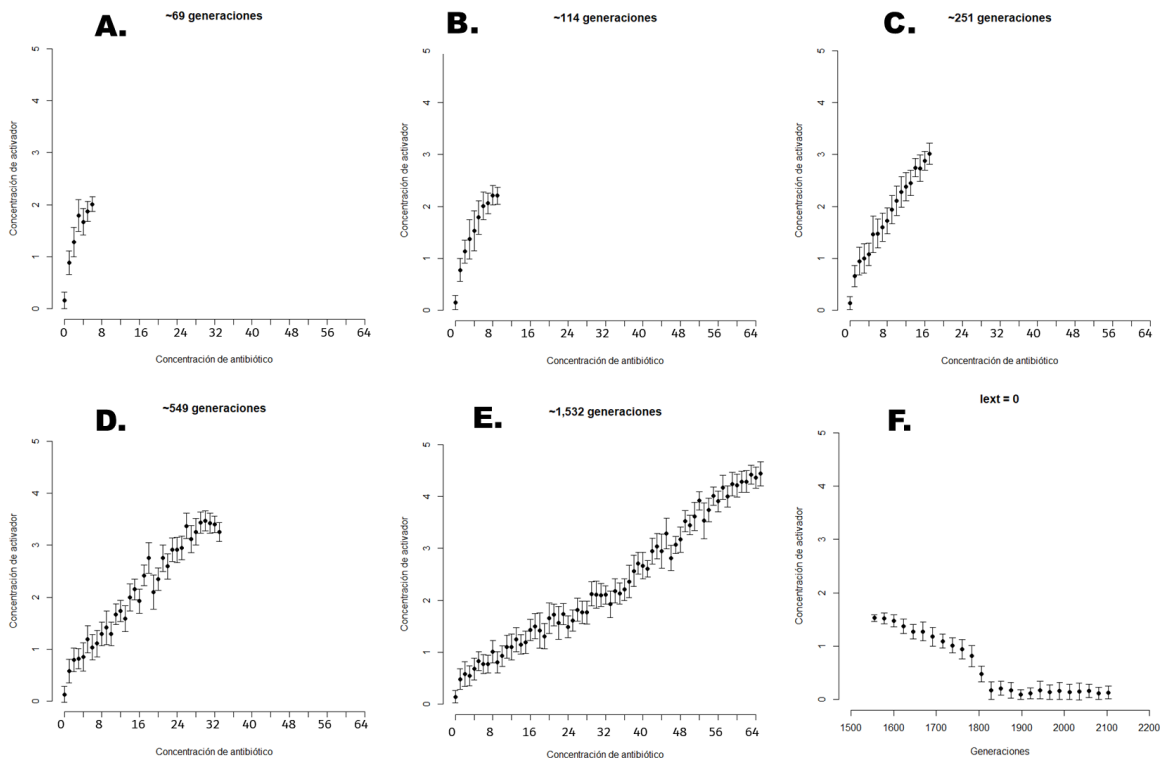 A.
~69 generaciones
Concentración de activador
0 1 2 3 4 5
0 8 16 24 32 40 48 56 64
Concentración de antibiótico
B.
~114 generaciones
Concentración de activador
0 1 2 3 4 5
0 8 16 24 32 40 48 56 64
Concentración de antibiótico
C.
~251 generaciones
Concentración de activador
0 1 2 3 4 5
0 8 16 24 32 40 48 56 64
Concentración de antibiótico
D.
~549 generaciones
Concentración de activador
0 1 2 3 4 5
0 8 16 24 32 40 48 56 64
Concentración de antibiótico
E.
~1,532 generaciones
Concentración de activador
0 1 2 3 4 5
0 8 16 24 32 40 48 56 64
Concentración de antibiótico
F.
Iext = 0
Concentración de activador
0 1 2 3 4 5
1500 1600 1700 1800 1900 2000 2100 2200
Generaciones